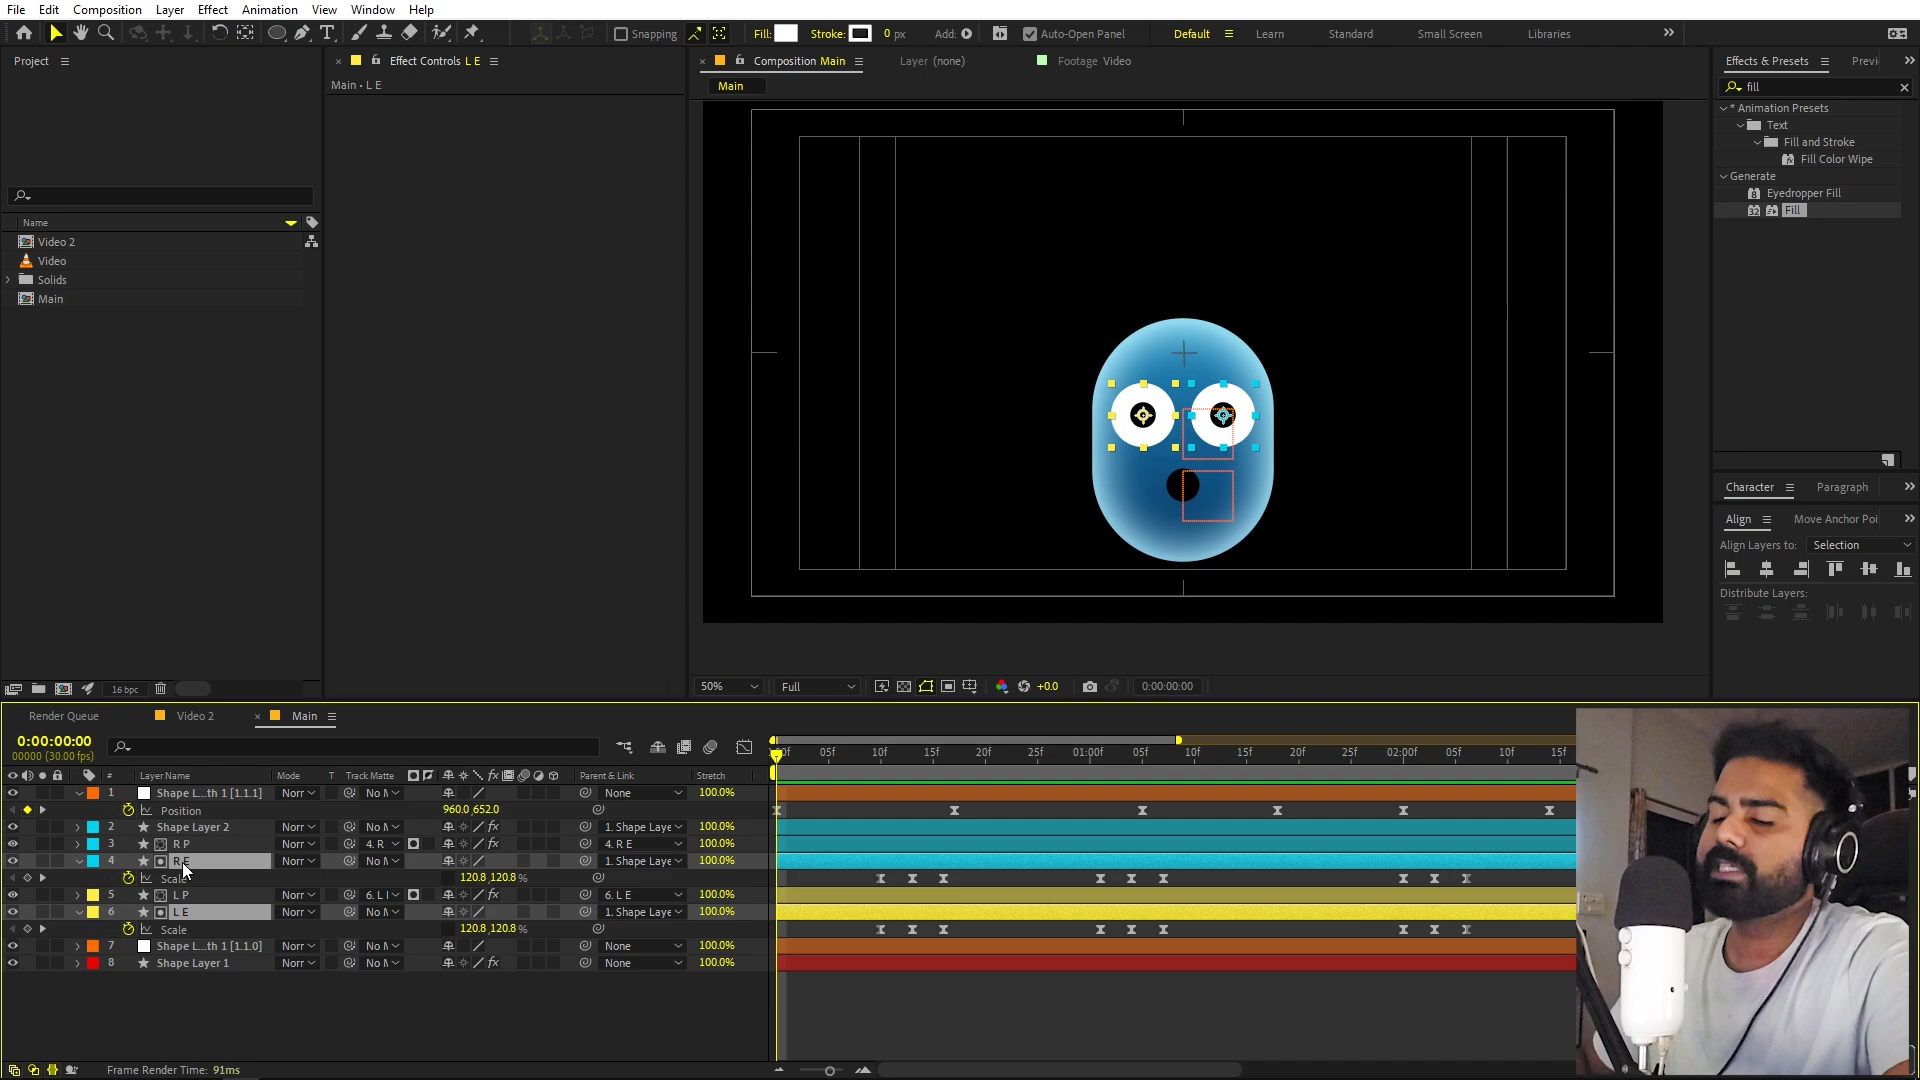 File Edit Composition Layer Effect Animation View Window Help
Snapping Fill: Stroke: 0 px Add: Auto-Open Panel Default Learn Standard Small Screen Libraries
Project
Effect Controls L E
Composition Main
Layer (none)
Footage Video
Effects & Presets
Main • L E
Main
fill
* Animation Presets
Text
Fill and Stroke
Fill Color Wipe
Generate
Eyedropper Fill
Fill
Name
Video 2
Video
Solids
Main
Character
Paragraph
Align
Move Anchor Poi
Align Layers to: Selection
Distribute Layers:
16 bpc
50% Full +0.0 0:00:00:00
Render Queue Video 2 Main
0:00:00:00
00000 (30.00 fps)
05f 10f 15f 20f 25f 01:00f 05f 10f 15f 20f 25f 02:00f 05f 10f 15f
# Layer Name Mode T Track Matte Parent & Link Stretch
1 Shape L...th 1 [1.1.1] Norr No M None 100.0%
Position 960.0,652.0
2 Shape Layer 2 Norr No M 1. Shape Laye 100.0%
3 R P Norr 4. R 4. R E 100.0%
4 R E Norr No M 1. Shape Laye 100.0%
Scale 120.8,120.8 %
5 L P Norr 6. L 6. L E 100.0%
6 L E Norr No M 1. Shape Laye 100.0%
Scale 120.8,120.8 %
7 Shape L...th 1 [1.1.0] Norr No M None 100.0%
8 Shape Layer 1 Norr No M None 100.0%
Frame Render Time: 91ms